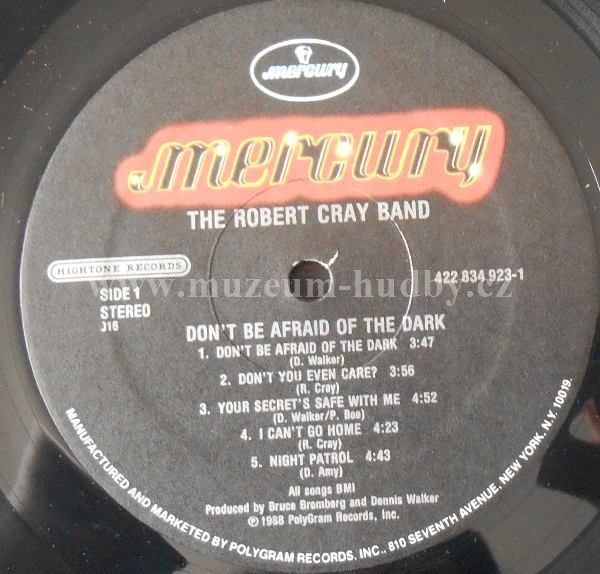 mercury
mercury
THE ROBERT CRAY BAND
HIGHTONE RECORDS
422 834 923-1
www.muzeum-hudby.cz
SIDE 1
STEREO
J16
DON'T BE AFRAID OF THE DARK
1. DON'T BE AFRAID OF THE DARK 3:47
(D. Walker)
2. DON'T YOU EVEN CARE? 3:56
(R. Cray)
3. YOUR SECRET'S SAFE WITH ME 4:52
(D. Walker/P. Boe)
4. I CAN'T GO HOME 4:23
(R. Cray)
5. NIGHT PATROL 4:43
(D. Amy)
All songs BMI
Produced by Bruce Bromberg and Dennis Walker
℗ 1988 PolyGram Records, Inc.
MANUFACTURED AND MARKETED BY POLYGRAM RECORDS, INC., 810 SEVENTH AVENUE, NEW YORK, N.Y. 10019.